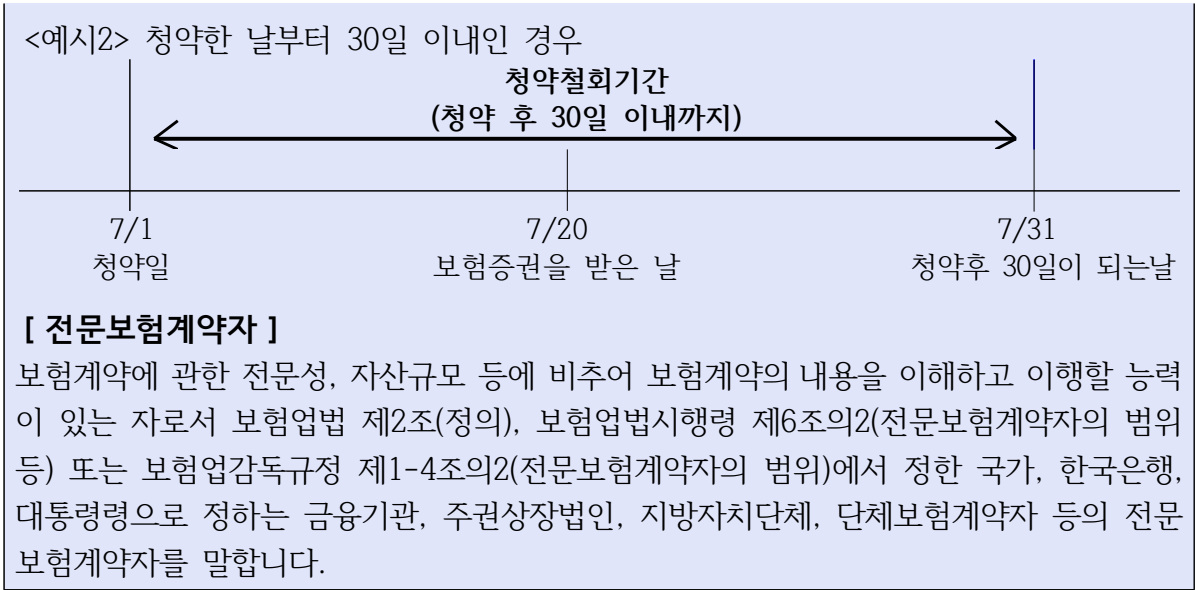 <예시2> 청약한 날부터 30일 이내인 경우
청약철회기간
(청약 후 30일 이내까지)
7/1 7/20 7/31
청약일 보험증권을 받은 날 청약후 30일이 되는날
[ 전문보험계약자 ]
보험계약에 관한 전문성, 자산규모 등에 비추어 보험계약의 내용을 이해하고 이행할 능력
이 있는 자로서 보험업법 제2조(정의), 보험업법시행령 제6조의2(전문보험계약자의 범위
등) 또는 보험업감독규정 제1-4조의2(전문보험계약자의 범위)에서 정한 국가, 한국은행,
대통령령으로 정하는 금융기관, 주권상장법인, 지방자치단체, 단체보험계약자 등의 전문
보험계약자를 말합니다.